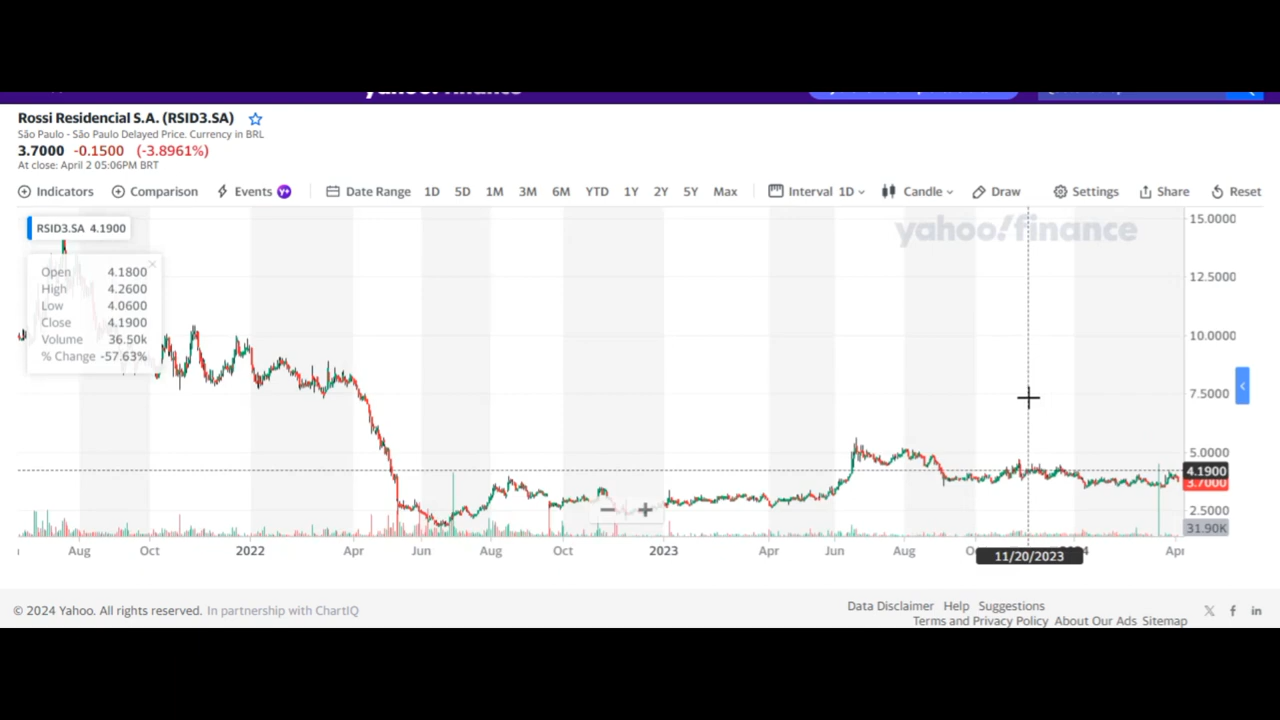 yahoo! finance
Rossi Residencial S.A. (RSID3.SA)
São Paulo - São Paulo Delayed Price. Currency in BRL
3.7000 -0.1500 (-3.8961%)
At close: April 2 05:06PM BRT
Indicators Comparison Events Y+ Date Range 1D 5D 1M 3M 6M YTD 1Y 2Y 5Y Max Interval 1D Candle Draw Settings Share Reset
RSID3.SA 4.1900
yahoo!finance
Open 4.1800
High 4.2600
Low 4.0600
Close 4.1900
Volume 36.50k
% Change -57.63%
15.0000
12.5000
10.0000
7.5000
5.0000
4.1900
3.7000
2.5000
31.90K
Aug Oct 2022 Apr Jun Aug Oct 2023 Apr Jun Aug Apr
11/20/2023
© 2024 Yahoo. All rights reserved. In partnership with ChartIQ
Data Disclaimer Help Suggestions
Terms and Privacy Policy About Our Ads Sitemap
X f in